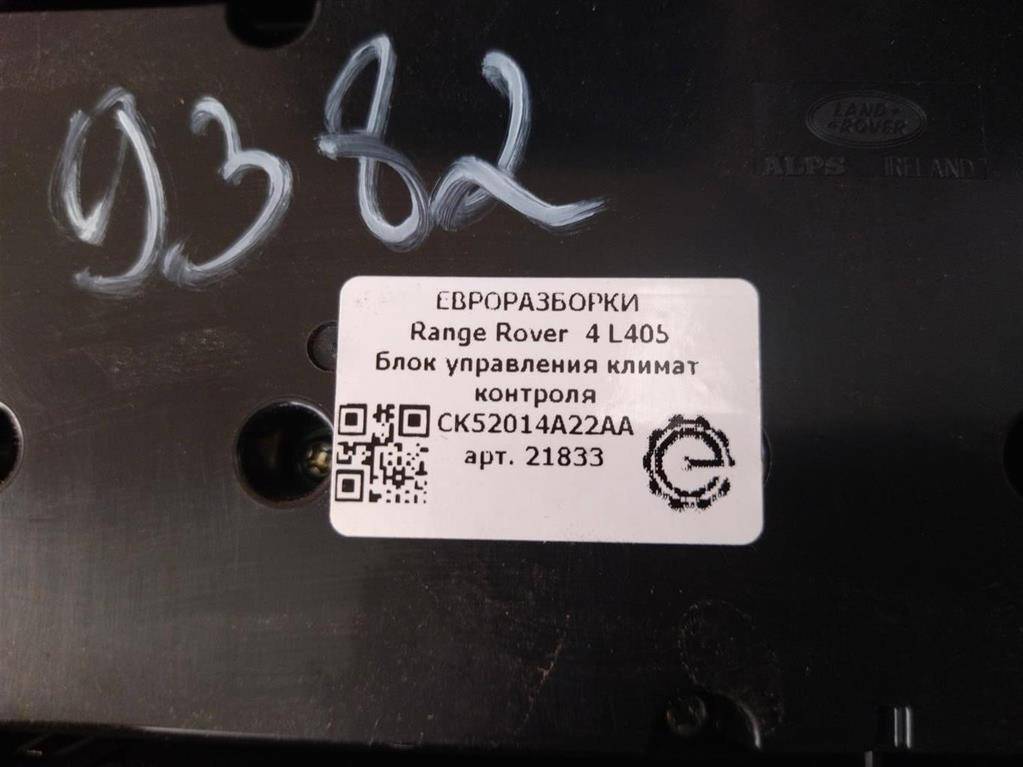 9382
LAND-
ROVER
ALPS IRELAND
ЕВРОРАЗБОРКИ
Range Rover 4 L405
Блок управления климат
контроля
CK52014A22AA
арт. 21833